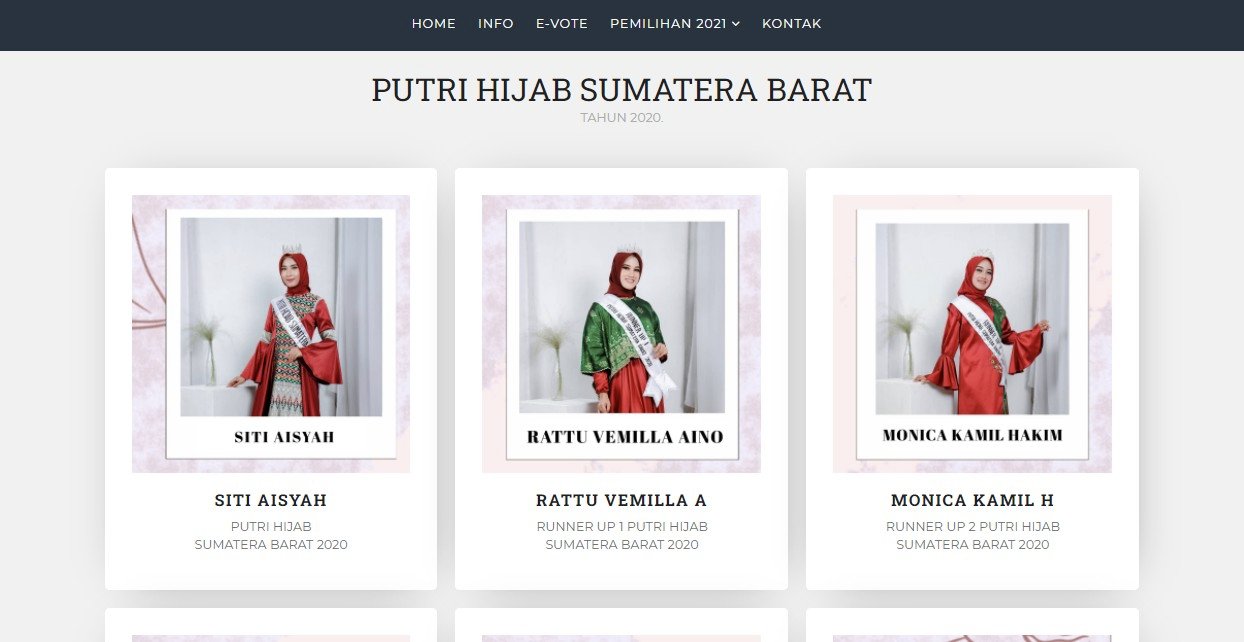 HOME INFO E-VOTE PEMILIHAN 2021 KONTAK
PUTRI HIJAB SUMATERA BARAT
TAHUN 2020.
SITI AISYAH
RATTU VEMILLA AINO
MONICA KAMIL HAKIM
SITI AISYAH
PUTRI HIJAB
SUMATERA BARAT 2020
RATTU VEMILLA A
RUNNER UP 1 PUTRI HIJAB
SUMATERA BARAT 2020
MONICA KAMIL H
RUNNER UP 2 PUTRI HIJAB
SUMATERA BARAT 2020